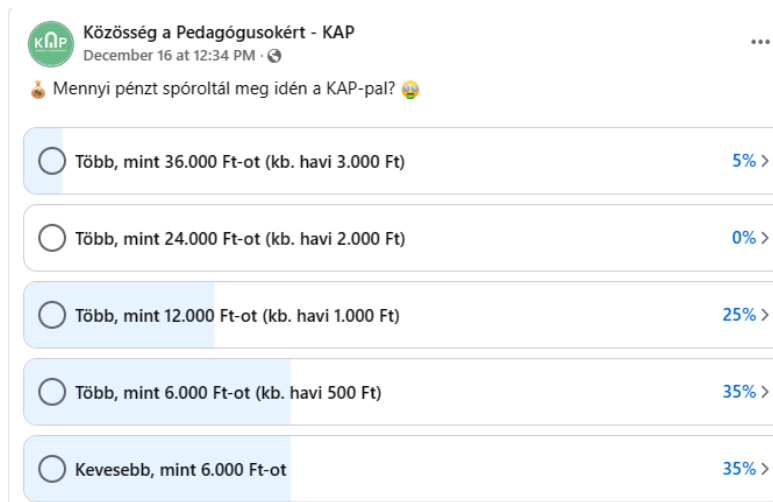 KAP
Közösség a Pedagógusokért - KAP
December 16 at 12:34 PM ·
Mennyi pénzt spóroltál meg idén a KAP-pal?
Több, mint 36.000 Ft-ot (kb. havi 3.000 Ft) 5%
Több, mint 24.000 Ft-ot (kb. havi 2.000 Ft) 0%
Több, mint 12.000 Ft-ot (kb. havi 1.000 Ft) 25%
Több, mint 6.000 Ft-ot (kb. havi 500 Ft) 35%
Kevesebb, mint 6.000 Ft-ot 35%